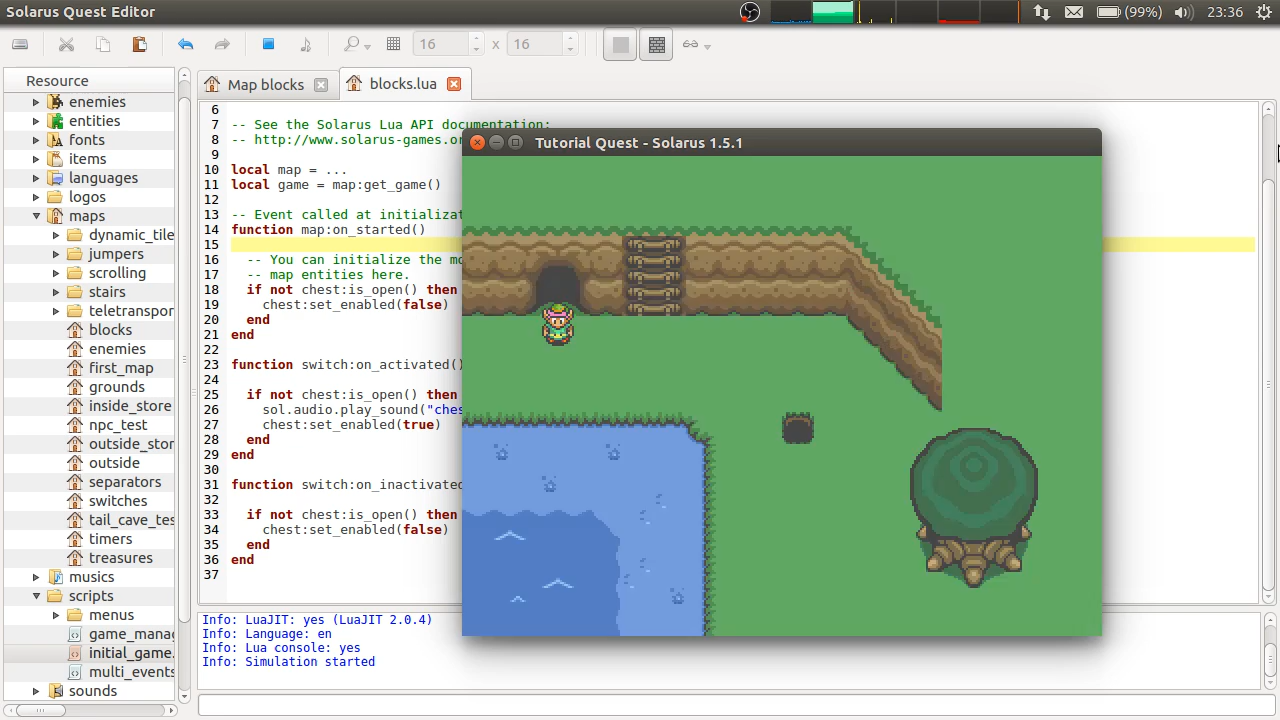 Solarus Quest Editor
(99%)
23:36
16 x 16
Resource
enemies
entities
fonts
items
languages
logos
maps
dynamic_tile
jumpers
scrolling
stairs
teletranspor
blocks
enemies
first_map
grounds
inside_store
npc_test
outside_stor
outside
separators
switches
tail_cave_tes
timers
treasures
musics
scripts
menus
game_manag
initial_game.
multi_events
sounds
Map blocks
blocks.lua
6
7 -- See the Solarus Lua API documentation:
8 -- http://www.solarus-games.or
9
10 local map = ...
11 local game = map:get_game()
12
13 -- Event called at initializat
14 function map:on_started()
15
16 -- You can initialize the mo
17 -- map entities here.
18 if not chest:is_open() then
19 chest:set_enabled(false)
20 end
21 end
22
23 function switch:on_activated()
24
25 if not chest:is_open() then
26 sol.audio.play_sound("ches
27 chest:set_enabled(true)
28 end
29 end
30
31 function switch:on_inactivated
32
33 if not chest:is_open() then
34 chest:set_enabled(false)
35 end
36 end
37
Tutorial Quest - Solarus 1.5.1
Info: LuaJIT: yes (LuaJIT 2.0.4)
Info: Language: en
Info: Lua console: yes
Info: Simulation started